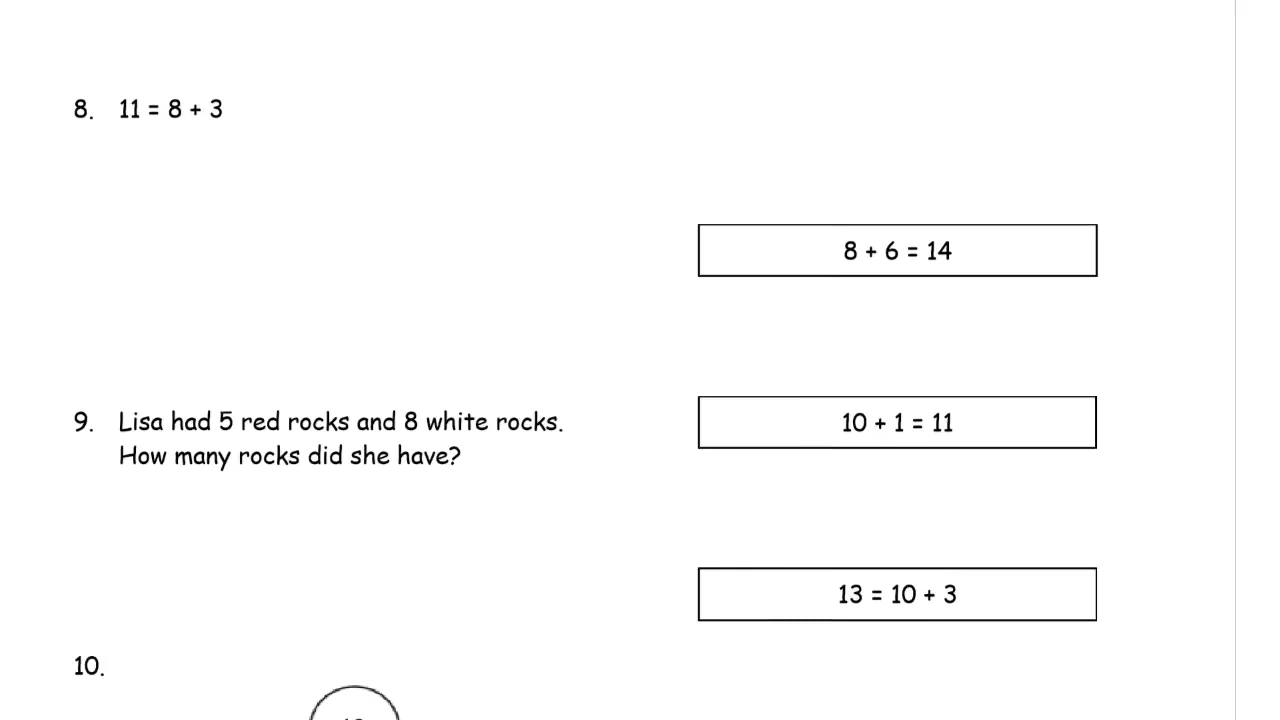 8. 11 = 8 + 3
8 + 6 = 14
9. Lisa had 5 red rocks and 8 white rocks.
How many rocks did she have?
10 + 1 = 11
13 = 10 + 3
10.